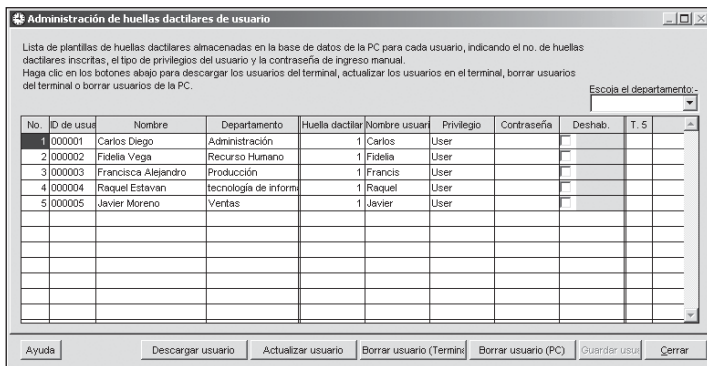 Administración de huellas dactilares de usuario
Lista de plantillas de huellas dactilares almacenadas en la base de datos de la PC para cada usuario, indicando el no. de huellas
dactilares inscritas, el tipo de privilegios del usuario y la contraseña de ingreso manual.
Haga clic en los botones abajo para descargar los usuarios del terminal, actualizar los usuarios en el terminal, borrar usuarios
del terminal o borrar usuarios de la PC.
Escoja el departamento:-
No. ID de usua Nombre Departamento Huella dactilar Nombre usuari Privilegio Contraseña Deshab. T. 5
1 000001 Carlos Diego Administración 1 Carlos User
2 000002 Fidelia Vega Recurso Humano 1 Fidelia User
3 000003 Francisca Alejandro Producción 1 Francis User
4 000004 Raquel Estavan tecnología de informa 1 Raquel User
5 000005 Javier Moreno Ventas 1 Javier User
Ayuda Descargar usuario Actualizar usuario Borrar usuario (Termina Borrar usuario (PC) Guardar usua Cerrar